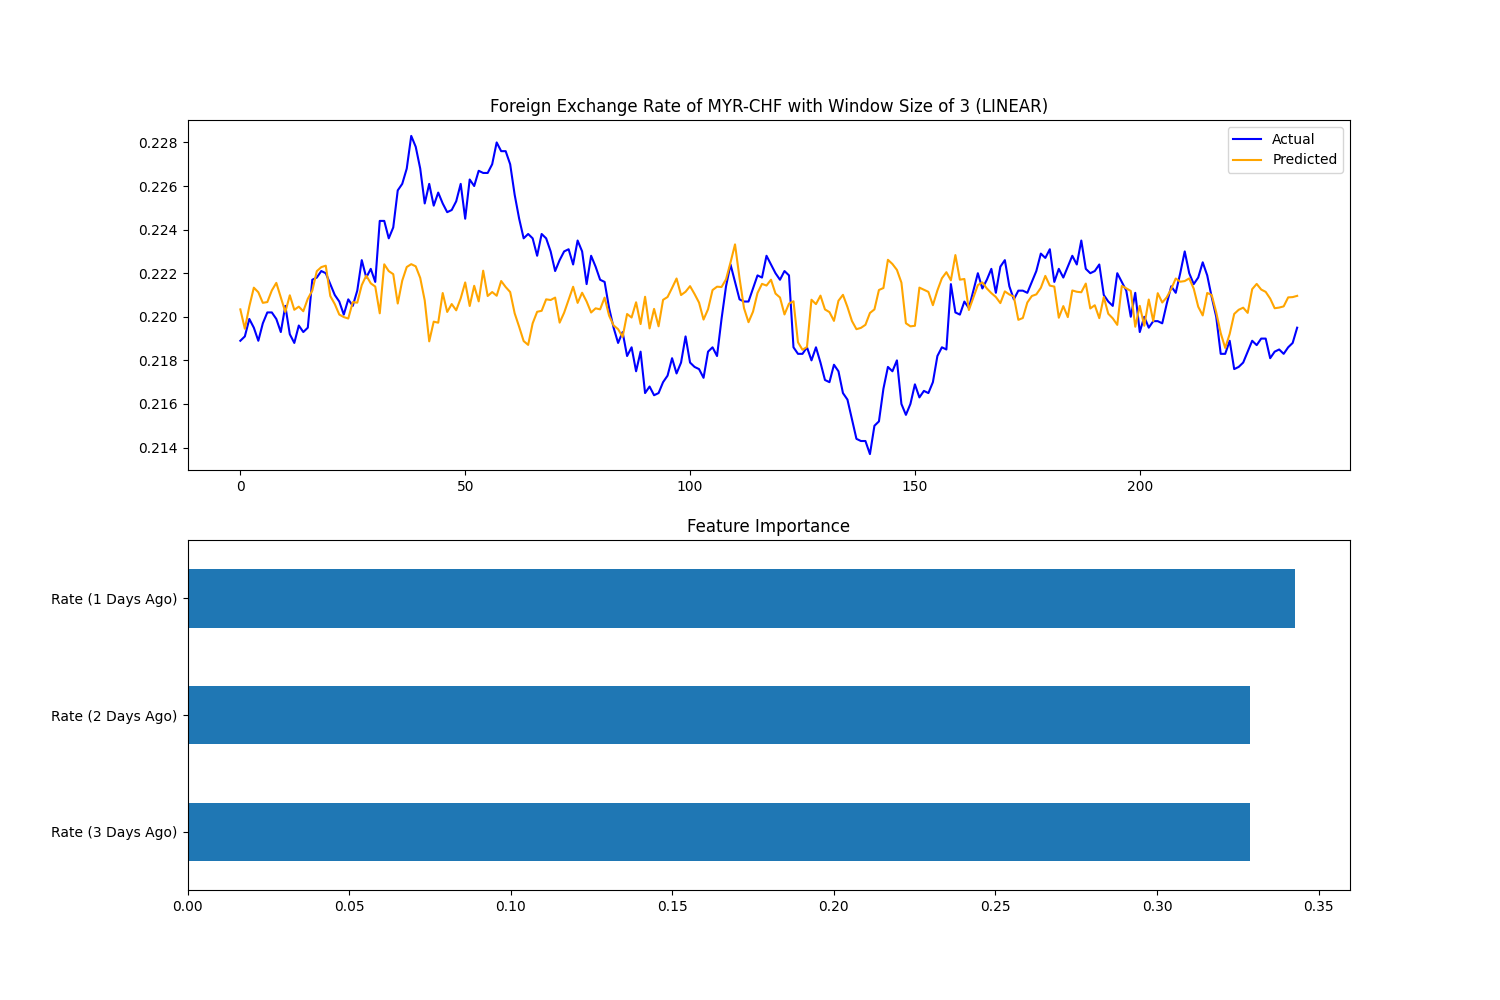 Foreign Exchange Rate of MYR-CHF with Window Size of 3 (LINEAR)
Actual
Predicted
0.228
0.226
0.224
0.222
0.220
0.218
0.216
0.214
0 50 100 150 200
Feature Importance
Rate (1 Days Ago)
Rate (2 Days Ago)
Rate (3 Days Ago)
0.00 0.05 0.10 0.15 0.20 0.25 0.30 0.35